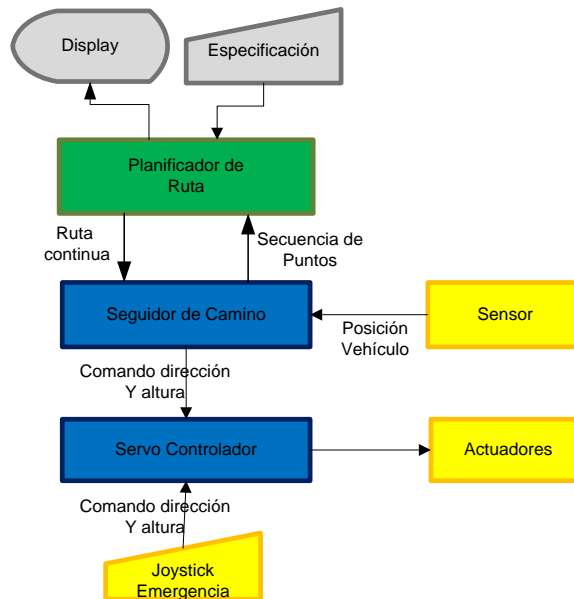 Display
Especificación
Planificador de
Ruta
Ruta
continua
Secuencia de
Puntos
Seguidor de Camino
Sensor
Posición
Vehículo
Comando dirección
Y altura
Servo Controlador
Actuadores
Comando dirección
Y altura
Joystick
Emergencia